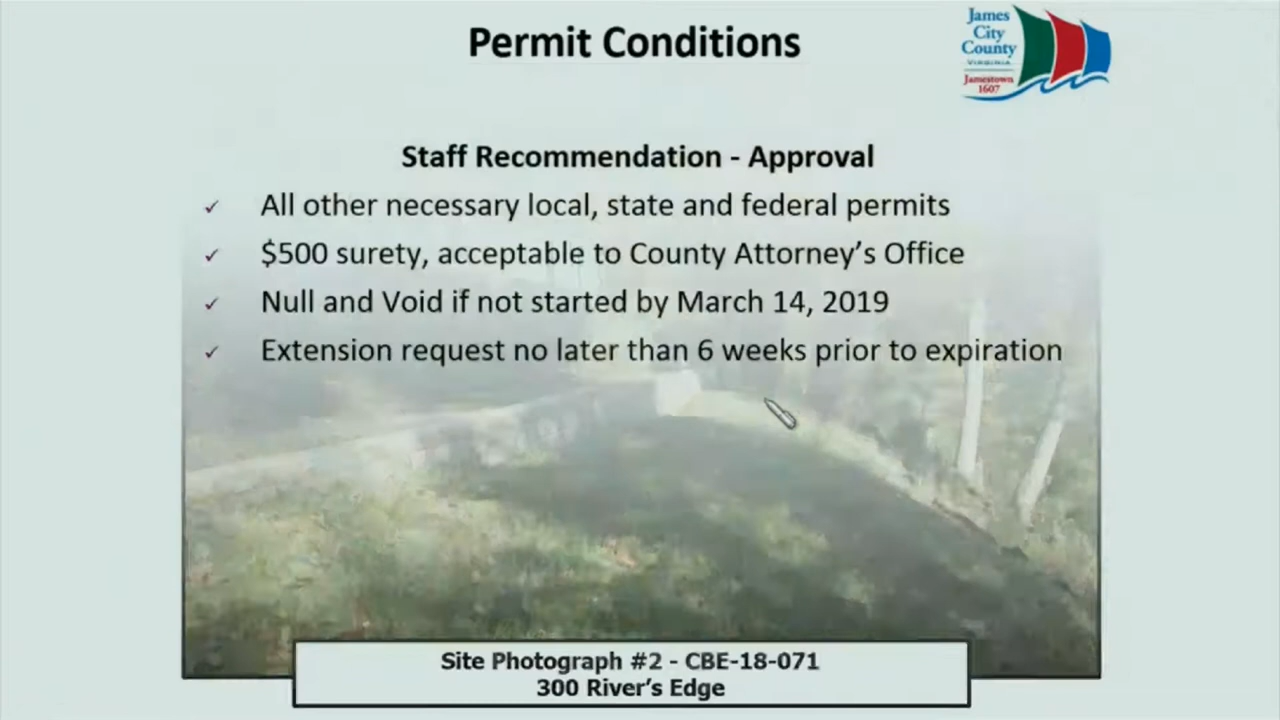 Permit Conditions
James
City
County
VIRGINIA
Jamestown
1607
Staff Recommendation - Approval
✓ All other necessary local, state and federal permits
✓ $500 surety, acceptable to County Attorney’s Office
✓ Null and Void if not started by March 14, 2019
✓ Extension request no later than 6 weeks prior to expiration
Site Photograph #2 - CBE-18-071
300 River’s Edge